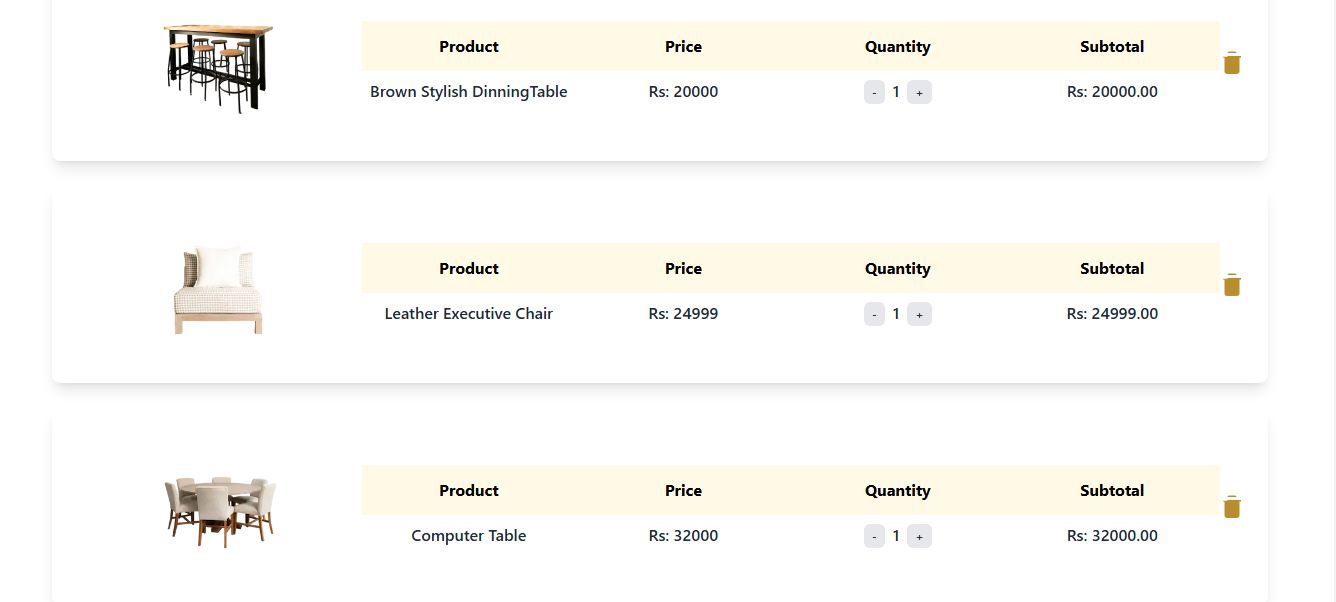 Product Price Quantity Subtotal
Brown Stylish DinningTable Rs: 20000 - 1 + Rs: 20000.00
Product Price Quantity Subtotal
Leather Executive Chair Rs: 24999 - 1 + Rs: 24999.00
Product Price Quantity Subtotal
Computer Table Rs: 32000 - 1 + Rs: 32000.00